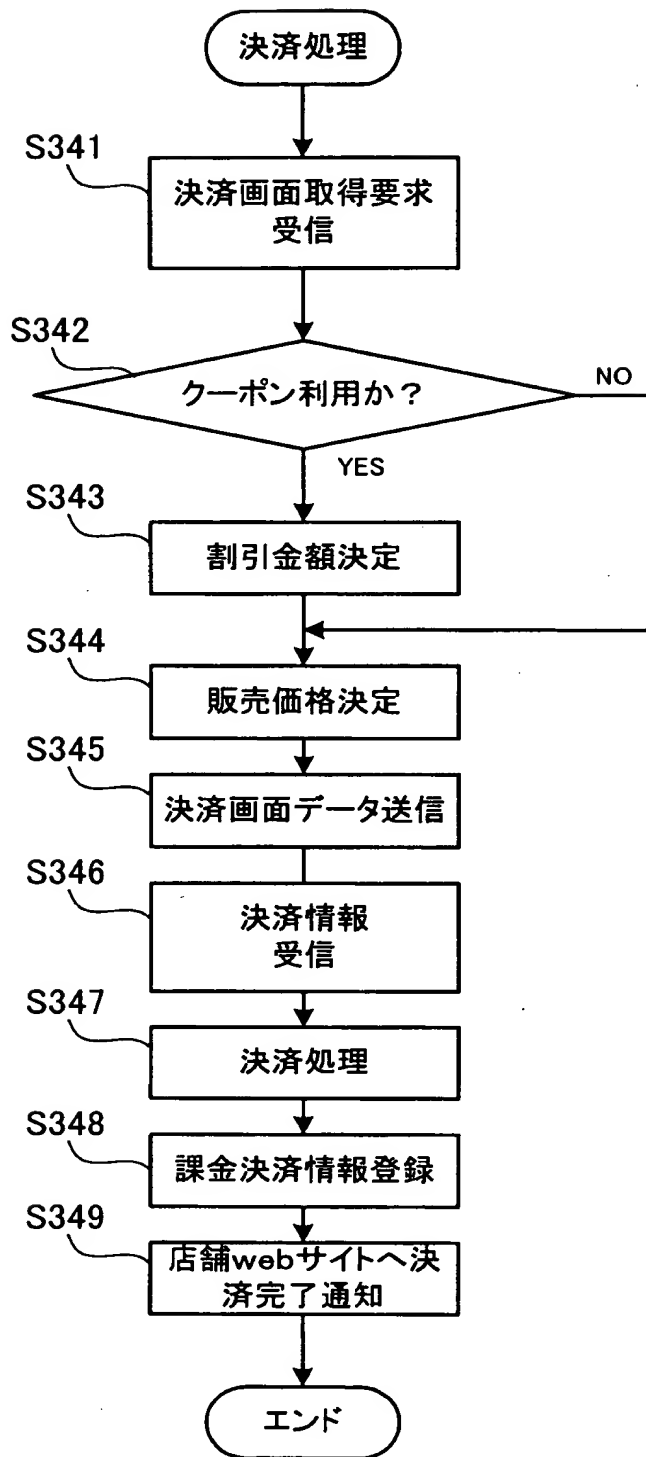 決済処理
S341
決済画面取得要求
受信
S342
クーポン利用か?
NO
YES
S343
割引金額決定
S344
販売価格決定
S345
決済画面データ送信
S346
決済情報
受信
S347
決済処理
S348
課金決済情報登録
S349
店舗webサイトへ決
済完了通知
エンド